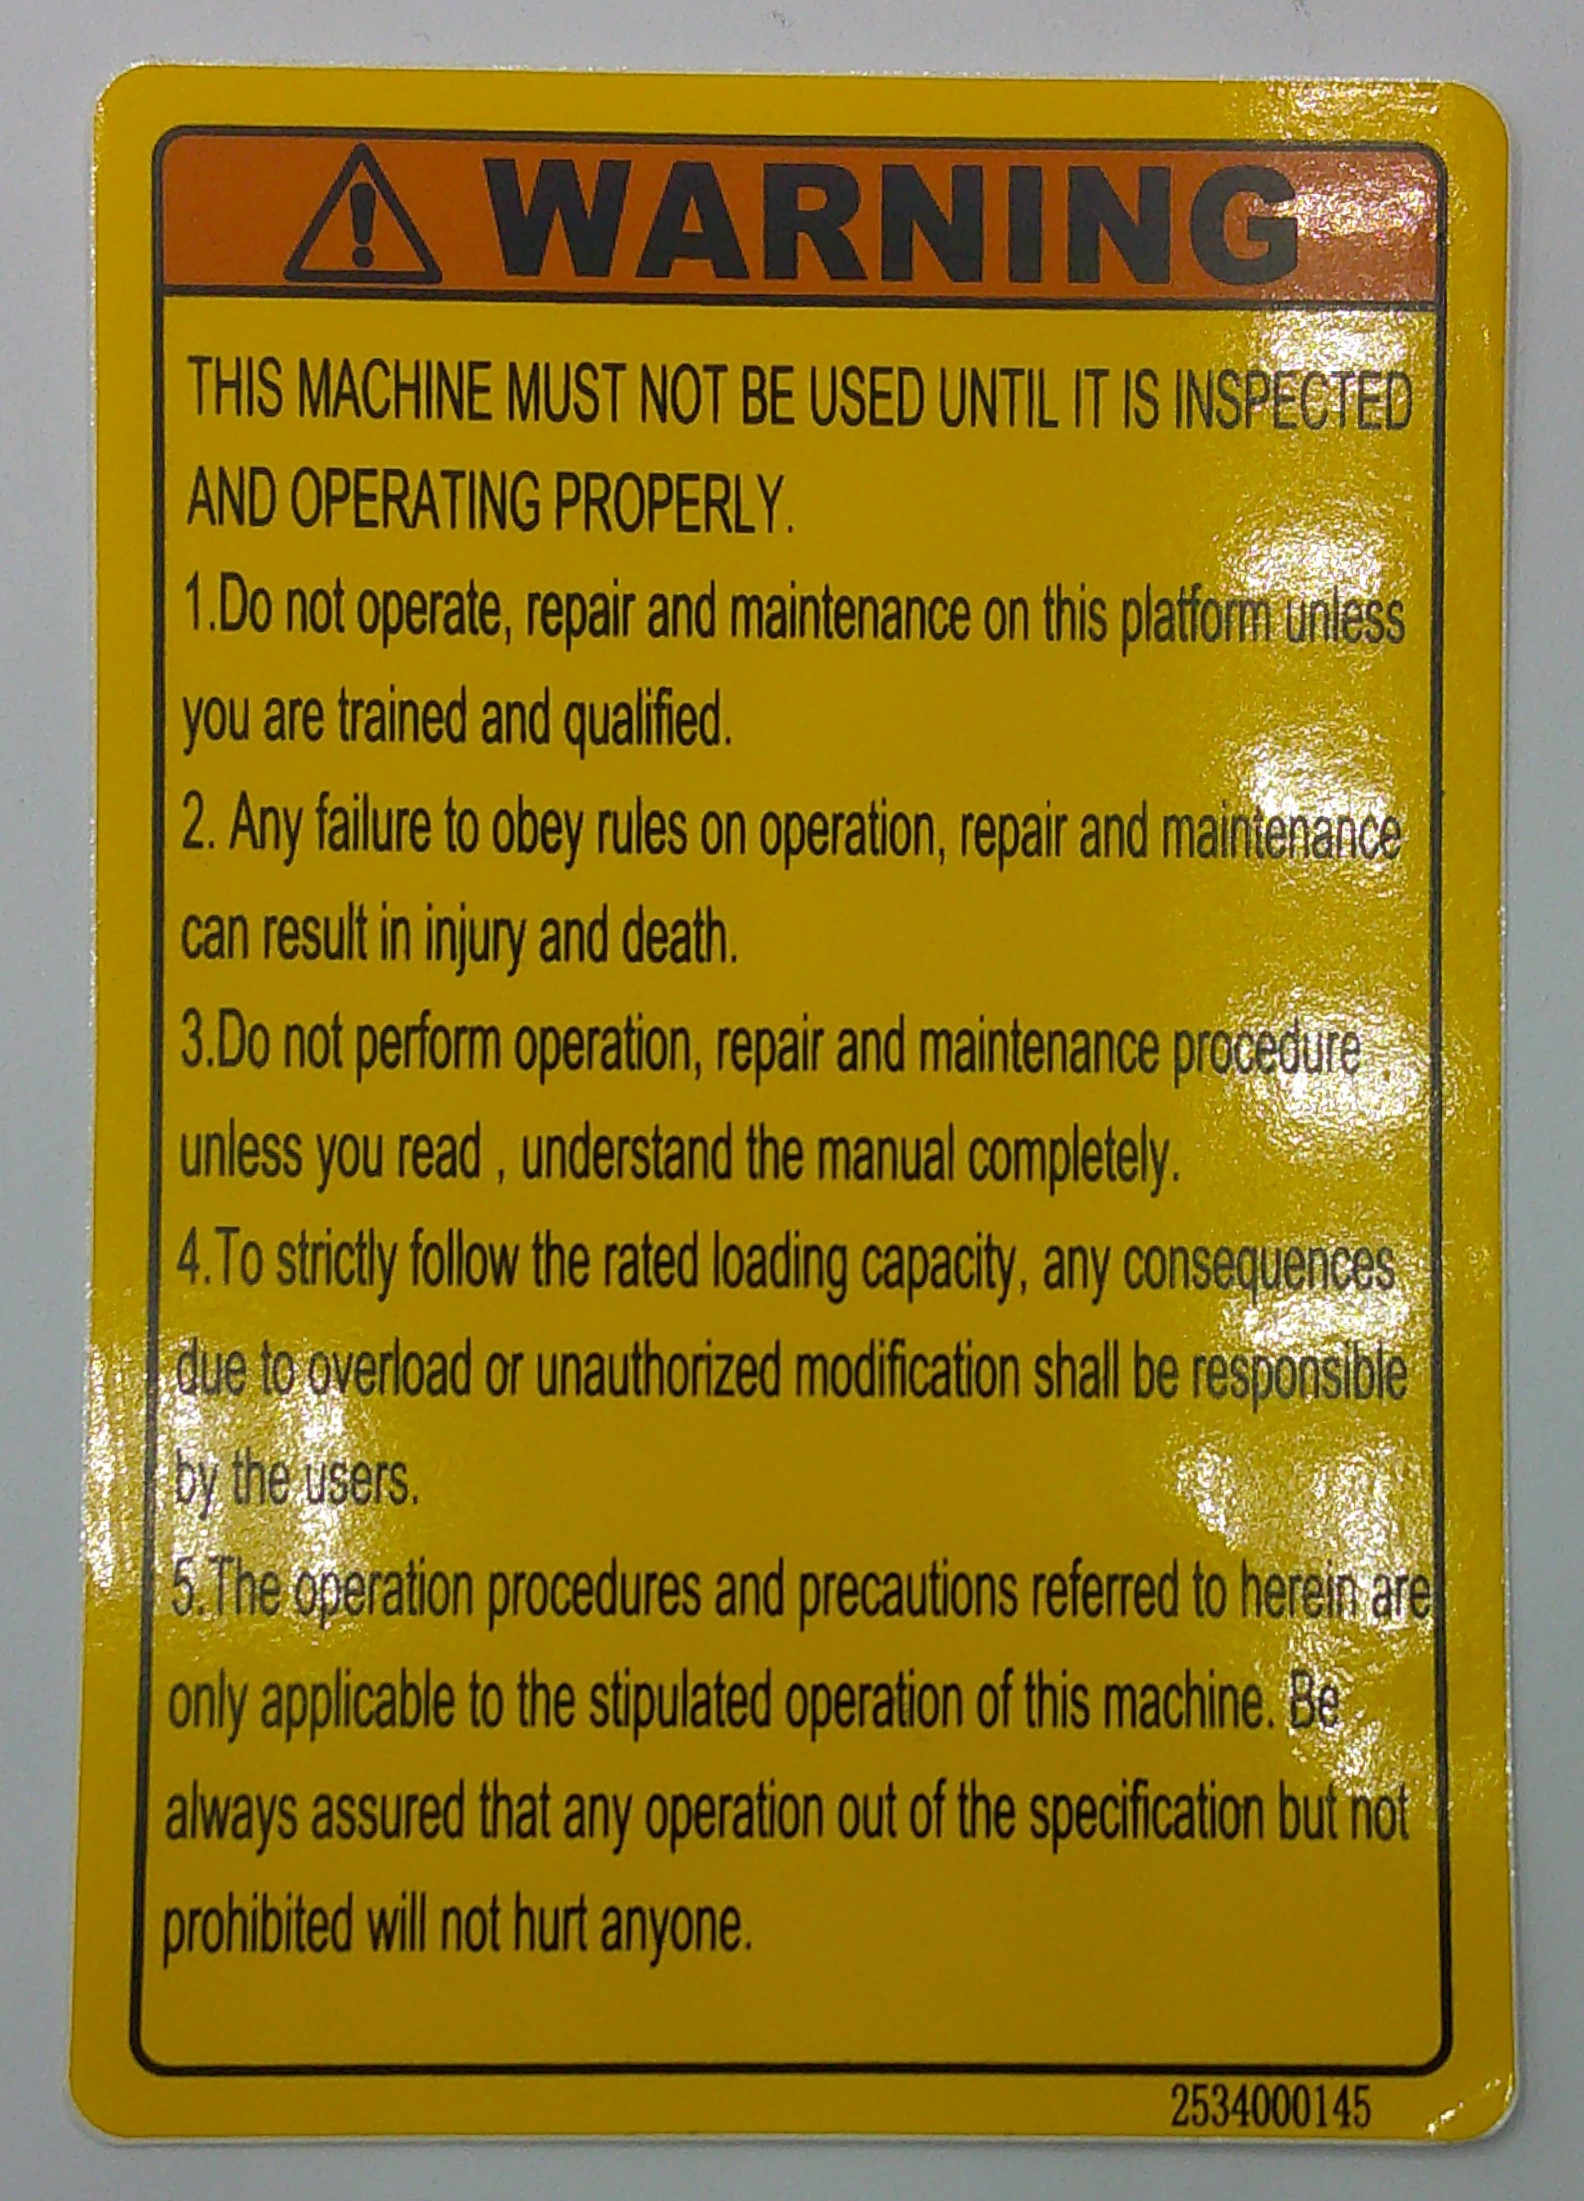 WARNING
THIS MACHINE MUST NOT BE USED UNTIL IT IS INSPECTED
AND OPERATING PROPERLY.
1.Do not operate, repair and maintenance on this platform unless
you are trained and qualified.
2. Any failure to obey rules on operation, repair and maintenance
can result in injury and death.
3.Do not perform operation, repair and maintenance procedure
unless you read , understand the manual completely.
4.To strictly follow the rated loading capacity, any consequences
due to overload or unauthorized modification shall be responsible
by the users.
5.The operation procedures and precautions referred to herein are
only applicable to the stipulated operation of this machine. Be
always assured that any operation out of the specification but not
prohibited will not hurt anyone.
2534000145